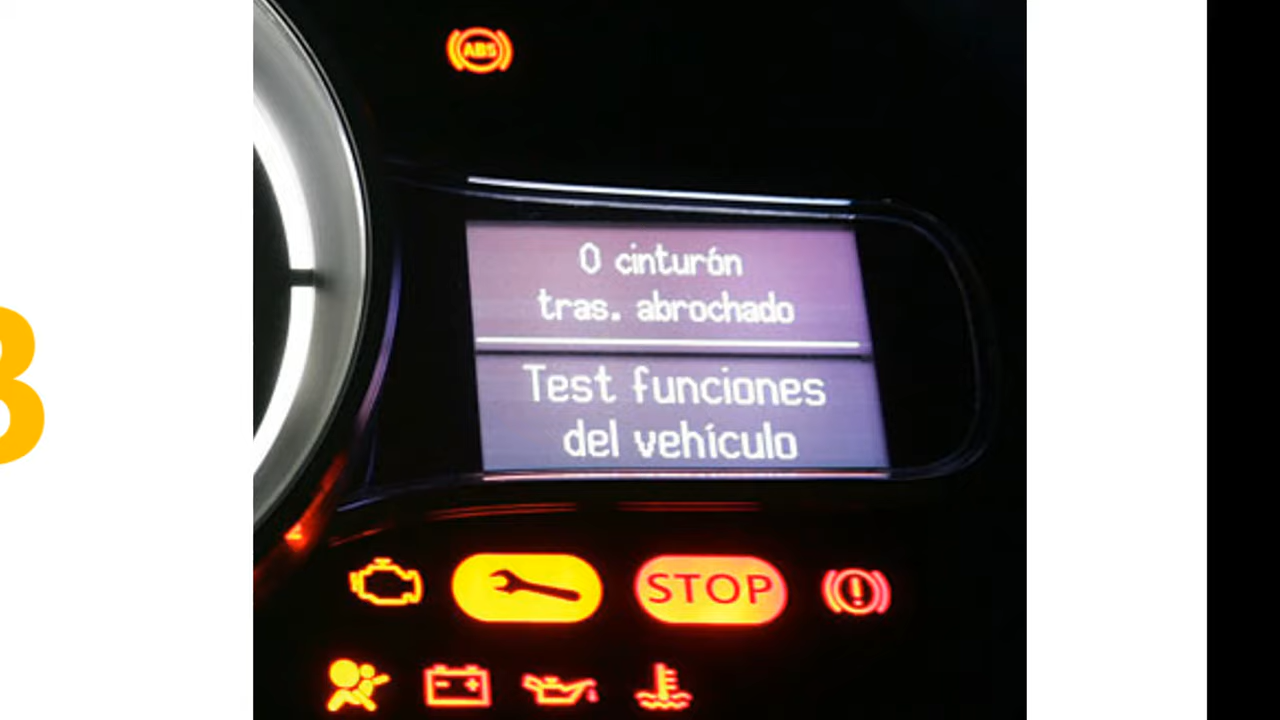 ABS
0 cinturón
tras. abrochado
Test funciones
del vehículo
STOP